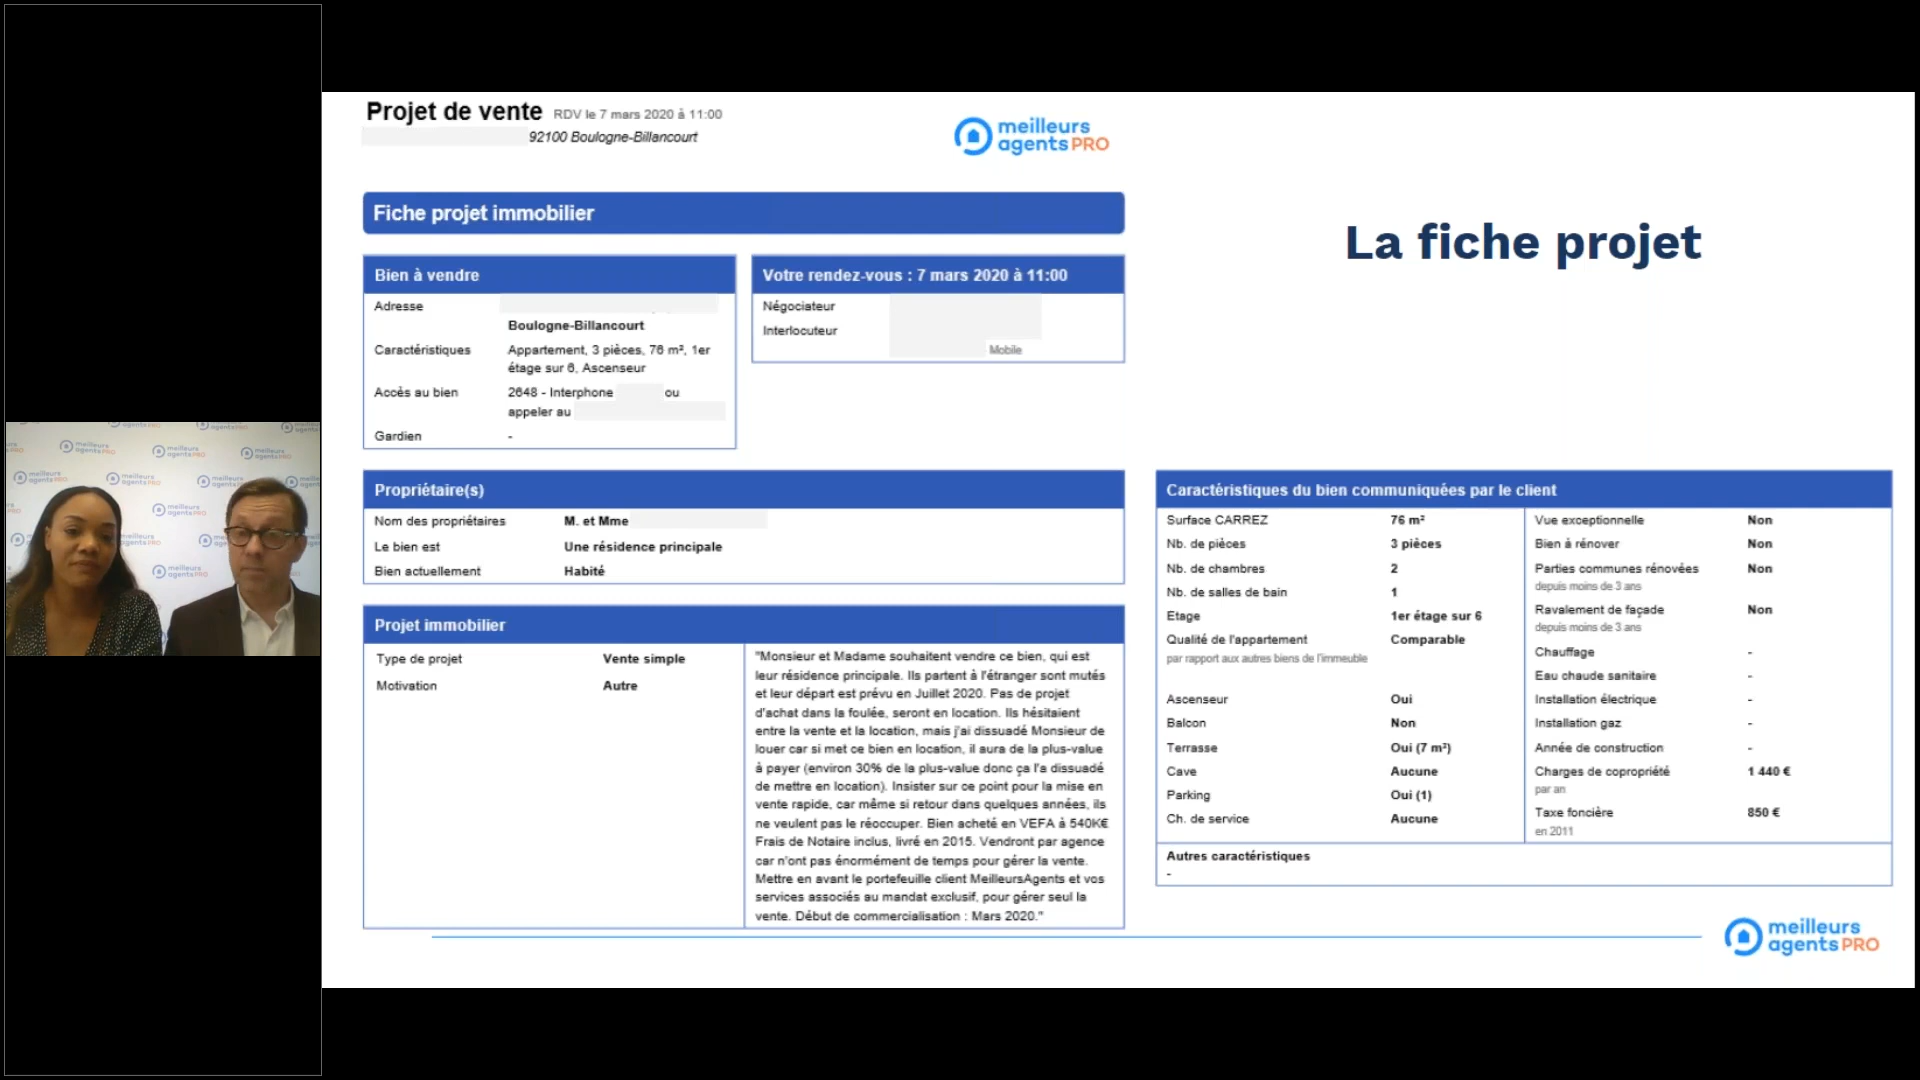 Projet de vente RDV le 7 mars 2020 à 11:00
92100 Boulogne-Billancourt
meilleurs
agents PRO
Fiche projet immobilier
La fiche projet
Bien à vendre
Adresse
Boulogne-Billancourt
Caractéristiques Appartement, 3 pièces, 76 m², 1er
étage sur 6, Ascenseur
Accès au bien 2648 - Interphone ou
appeler au
Gardien -
Votre rendez-vous : 7 mars 2020 à 11:00
Négociateur
Interlocuteur
Mobile
Propriétaire(s)
Nom des propriétaires M. et Mme
Le bien est Une résidence principale
Bien actuellement Habité
Projet immobilier
Type de projet Vente simple
Motivation Autre
"Monsieur et Madame souhaitent vendre ce bien, qui est
leur résidence principale. Ils partent à l'étranger sont mutés
et leur départ est prévu en Juillet 2020. Pas de projet
d'achat dans la foulée, seront en location. Ils hésitaient
entre la vente et la location, mais j'ai dissuadé Monsieur de
louer car si met ce bien en location, il aura de la plus-value
à payer (environ 30% de la plus-value donc ça l'a dissuadé
de mettre en location). Insister sur ce point pour la mise en
vente rapide, car même si retour dans quelques années, ils
ne veulent pas le réoccuper. Bien acheté en VEFA à 540K€
Frais de Notaire inclus, livré en 2015. Vendront par agence
car n'ont pas énormément de temps pour gérer la vente.
Mettre en avant le portefeuille client MeilleursAgents et vos
services associés au mandat exclusif, pour gérer seul la
vente. Début de commercialisation : Mars 2020."
Caractéristiques du bien communiquées par le client
Surface CARREZ 76 m²
Nb. de pièces 3 pièces
Nb. de chambres 2
Nb. de salles de bain 1
Etage 1er étage sur 6
Qualité de l'appartement Comparable
par rapport aux autres biens de l'immeuble
Ascenseur Oui
Balcon Non
Terrasse Oui (7 m²)
Cave Aucune
Parking Oui (1)
Ch. de service Aucune
Vue exceptionnelle Non
Bien à rénover Non
Parties communes rénovées Non
depuis moins de 3 ans
Ravalement de façade Non
depuis moins de 3 ans
Chauffage -
Eau chaude sanitaire -
Installation électrique -
Installation gaz -
Année de construction -
Charges de copropriété 1 440 €
par an
Taxe foncière 850 €
en 2011
Autres caractéristiques
-
meilleurs
agents PRO